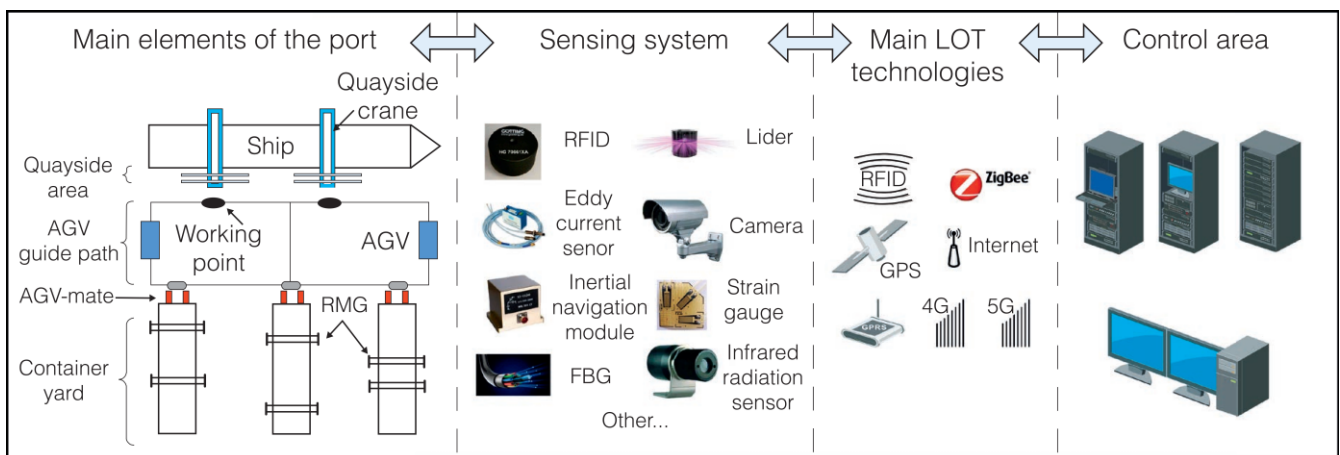 Main elements of the port
Sensing system
Main LOT
technologies
Control area
Quayside
crane
Ship
Quayside
area
AGV
guide path
Working
point
AGV
AGV-mate
RMG
Container
yard
RFID
Lider
Eddy
current
senor
Camera
Inertial
navigation
module
Strain
gauge
FBG
Infrared
radiation
sensor
Other...
RFID
ZigBee
GPS
Internet
GPRS
4G
5G